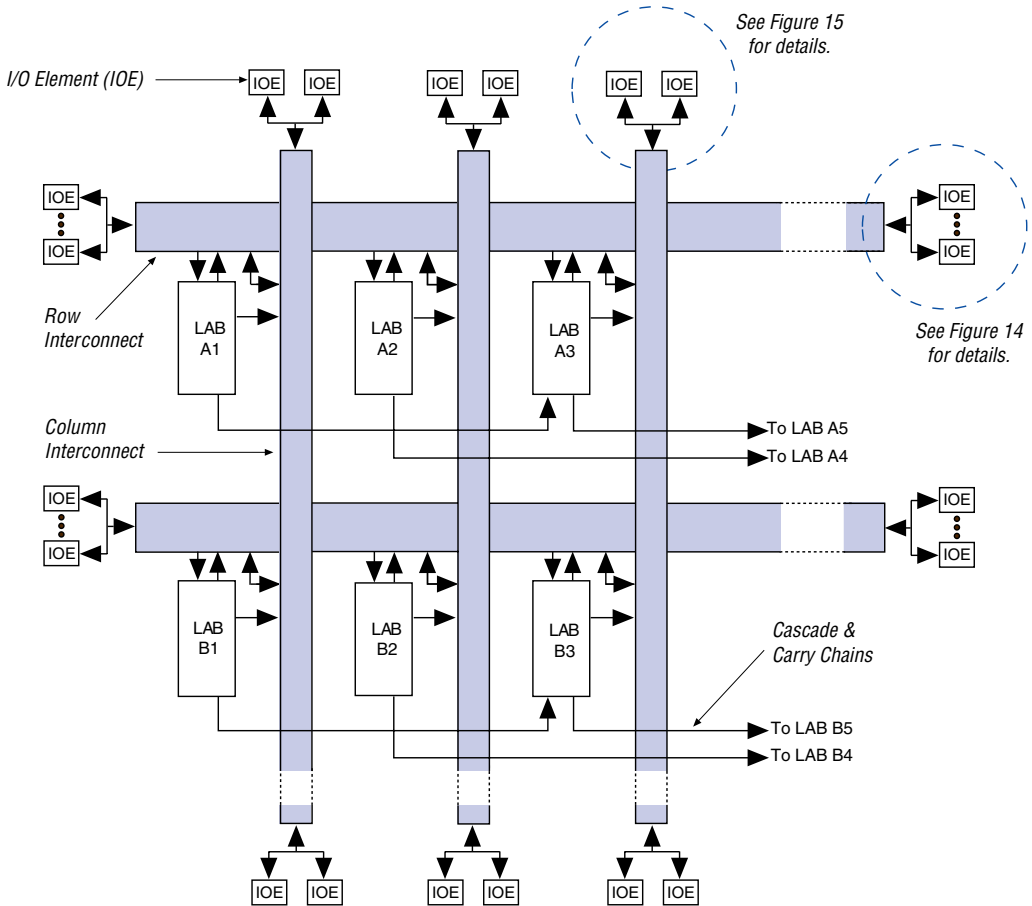 See Figure 15
for details.
I/O Element (IOE)
IOE IOE IOE IOE IOE IOE
IOE IOE
IOE IOE
Row
Interconnect
LAB
A1
LAB
A2
LAB
A3
See Figure 14
for details.
Column
Interconnect
To LAB A5
To LAB A4
IOE IOE
IOE IOE
LAB
B1
LAB
B2
LAB
B3
Cascade &
Carry Chains
To LAB B5
To LAB B4
IOE IOE IOE IOE IOE IOE